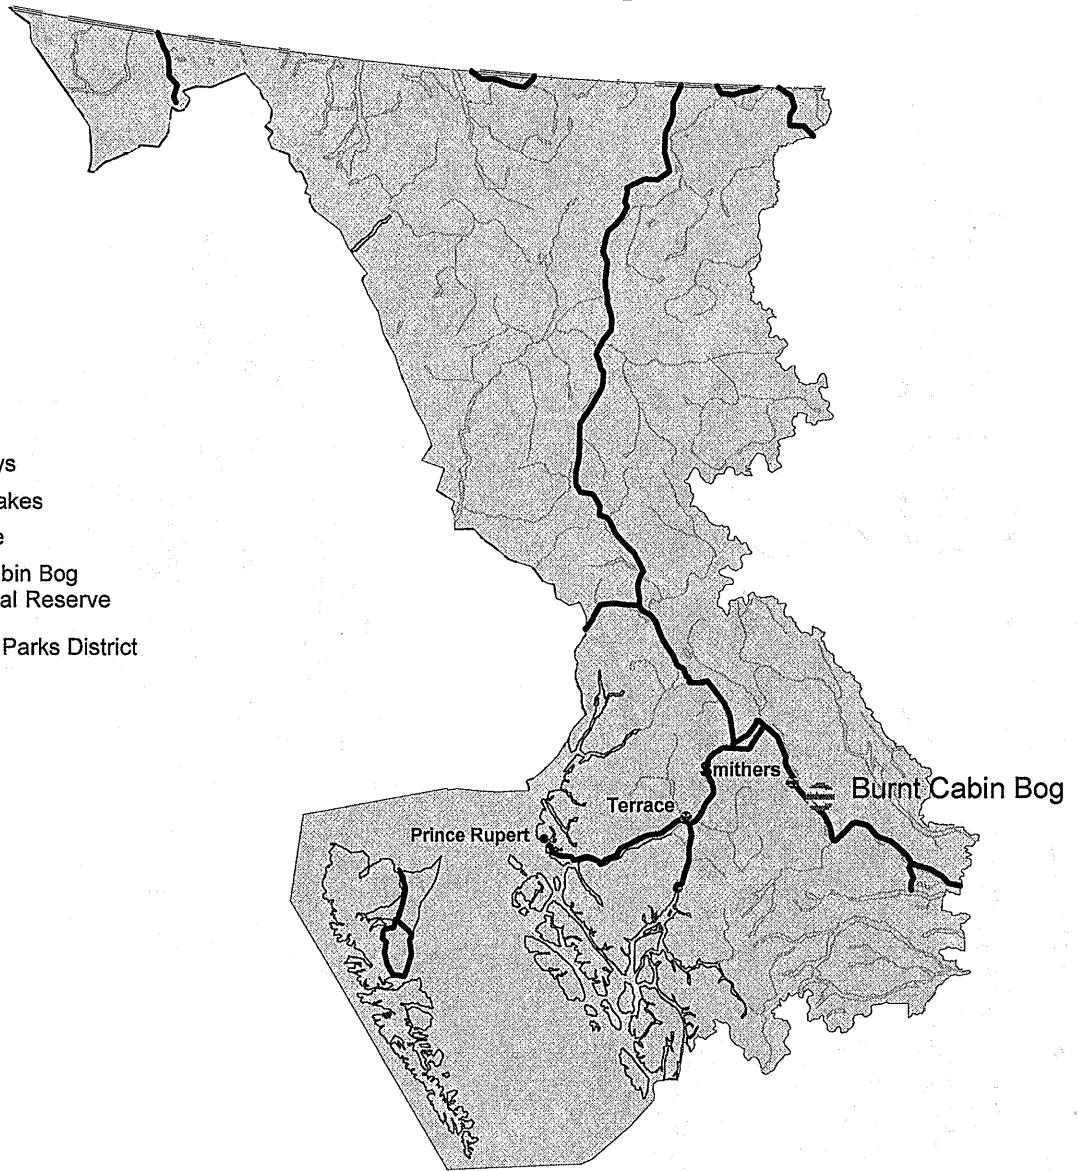 ys
akes
e
bin Bog
al Reserve
Parks District
Smithers
Burnt Cabin Bog
Terrace
Prince Rupert